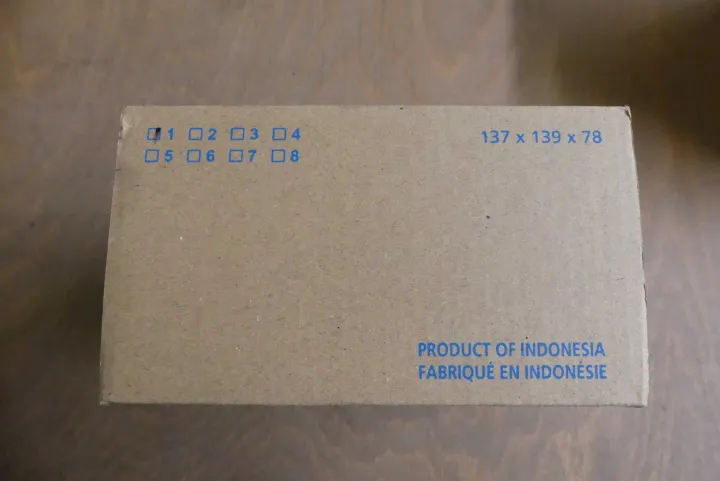 1 2 3 4
137 x 139 x 78
5 6 7 8
PRODUCT OF INDONESIA
FABRIQUÉ EN INDONÉSIE